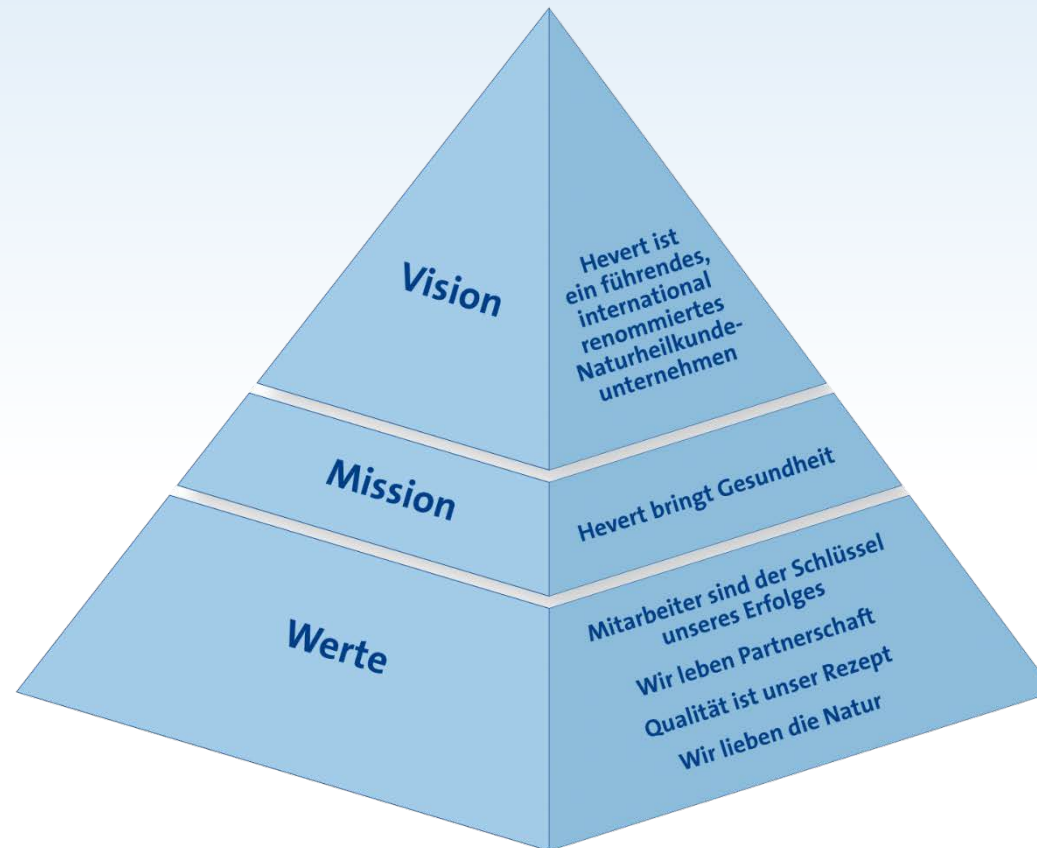 Vision
Hevert ist
ein führendes,
international
renommiertes
Naturheilkunde-
unternehmen
Mission
Hevert bringt Gesundheit
Werte
Mitarbeiter sind der Schlüssel
unseres Erfolges
Wir leben Partnerschaft
Qualität ist unser Rezept
Wir lieben die Natur